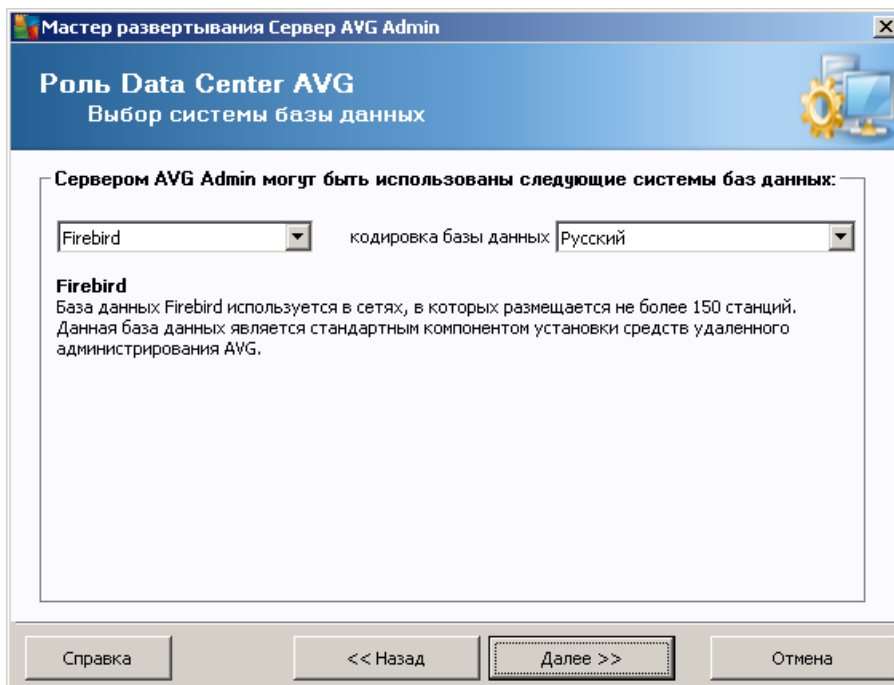 Мастер развертывания Сервер AVG Admin
Роль Data Center AVG
Выбор системы базы данных
Сервером AVG Admin могут быть использованы следующие системы баз данных:
Firebird кодировка базы данных Русский
Firebird
База данных Firebird используется в сетях, в которых размещается не более 150 станций.
Данная база данных является стандартным компонентом установки средств удаленного
администрирования AVG.
Справка << Назад Далее >> Отмена